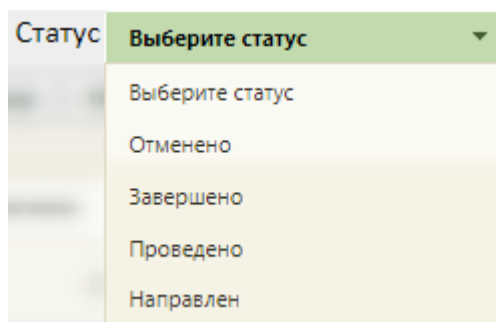 Статус Выберите статус
Выберите статус
Отменено
Завершено
Проведено
Направлен